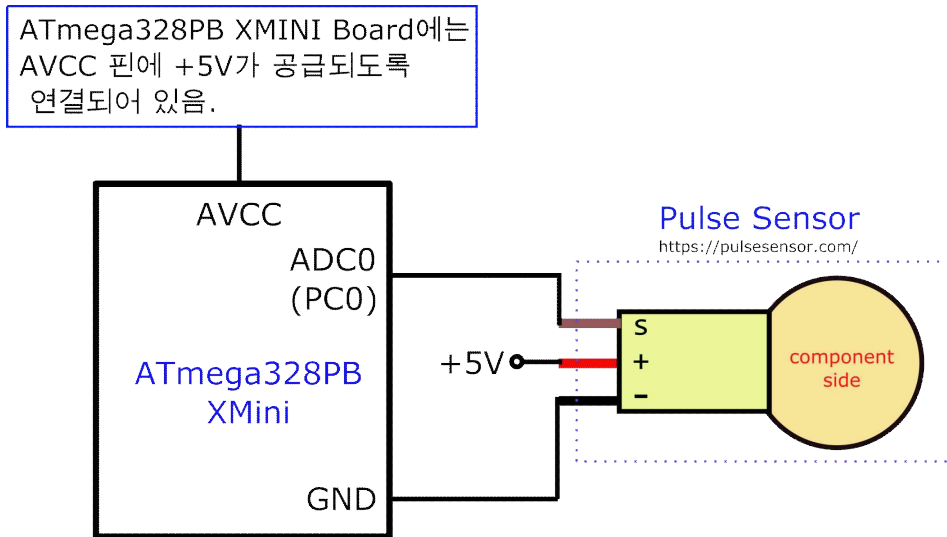 ATmega328PB XMINI Board에는
AVCC 핀에 +5V가 공급되도록
연결되어 있음.
AVCC
ADC0
(PC0)
ATmega328PB
XMini
GND
+5V
Pulse Sensor
https://pulsesensor.com/
S
+
-
component
side